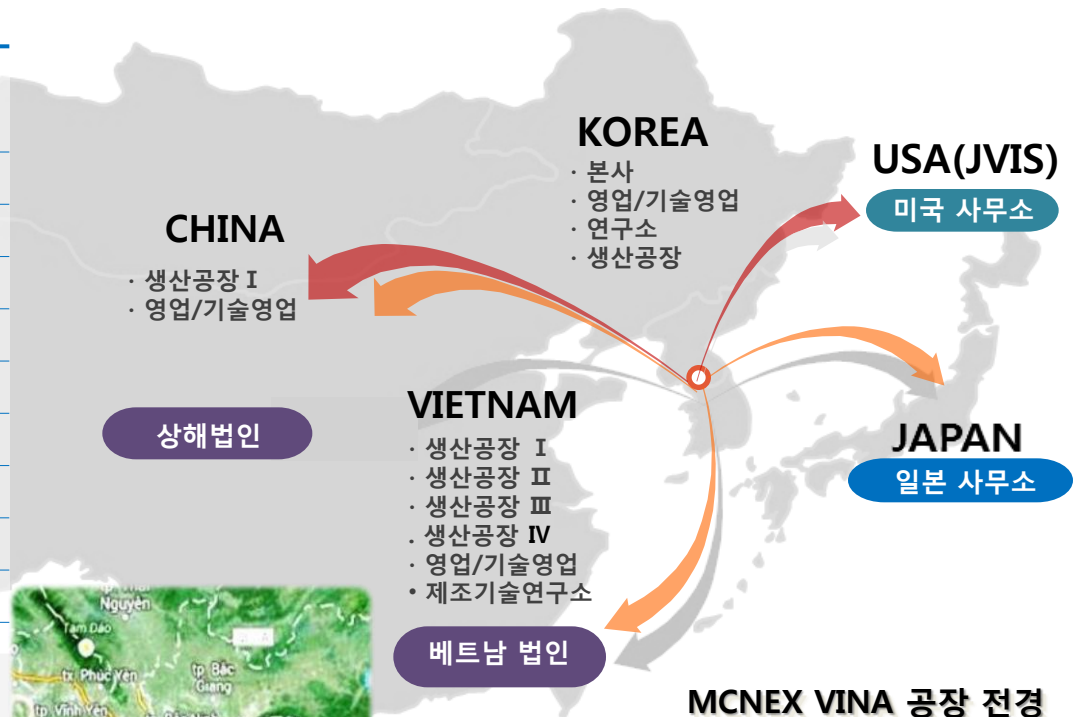 KOREA
· 본사
· 영업/기술영업
· 연구소
· 생산공장
USA(JVIS)
미국 사무소
CHINA
· 생산공장 I
· 영업/기술영업
상해법인
VIETNAM
· 생산공장 I
· 생산공장 II
· 생산공장 III
. 생산공장 IV
· 영업/기술영업
• 제조기술연구소
베트남 법인
JAPAN
일본 사무소
Nguyên
Tam Dao
tx. Phúc Yên
tp. Bắc
Giang
tp. Vĩnh Yên
MCNEX VINA 공장 전경